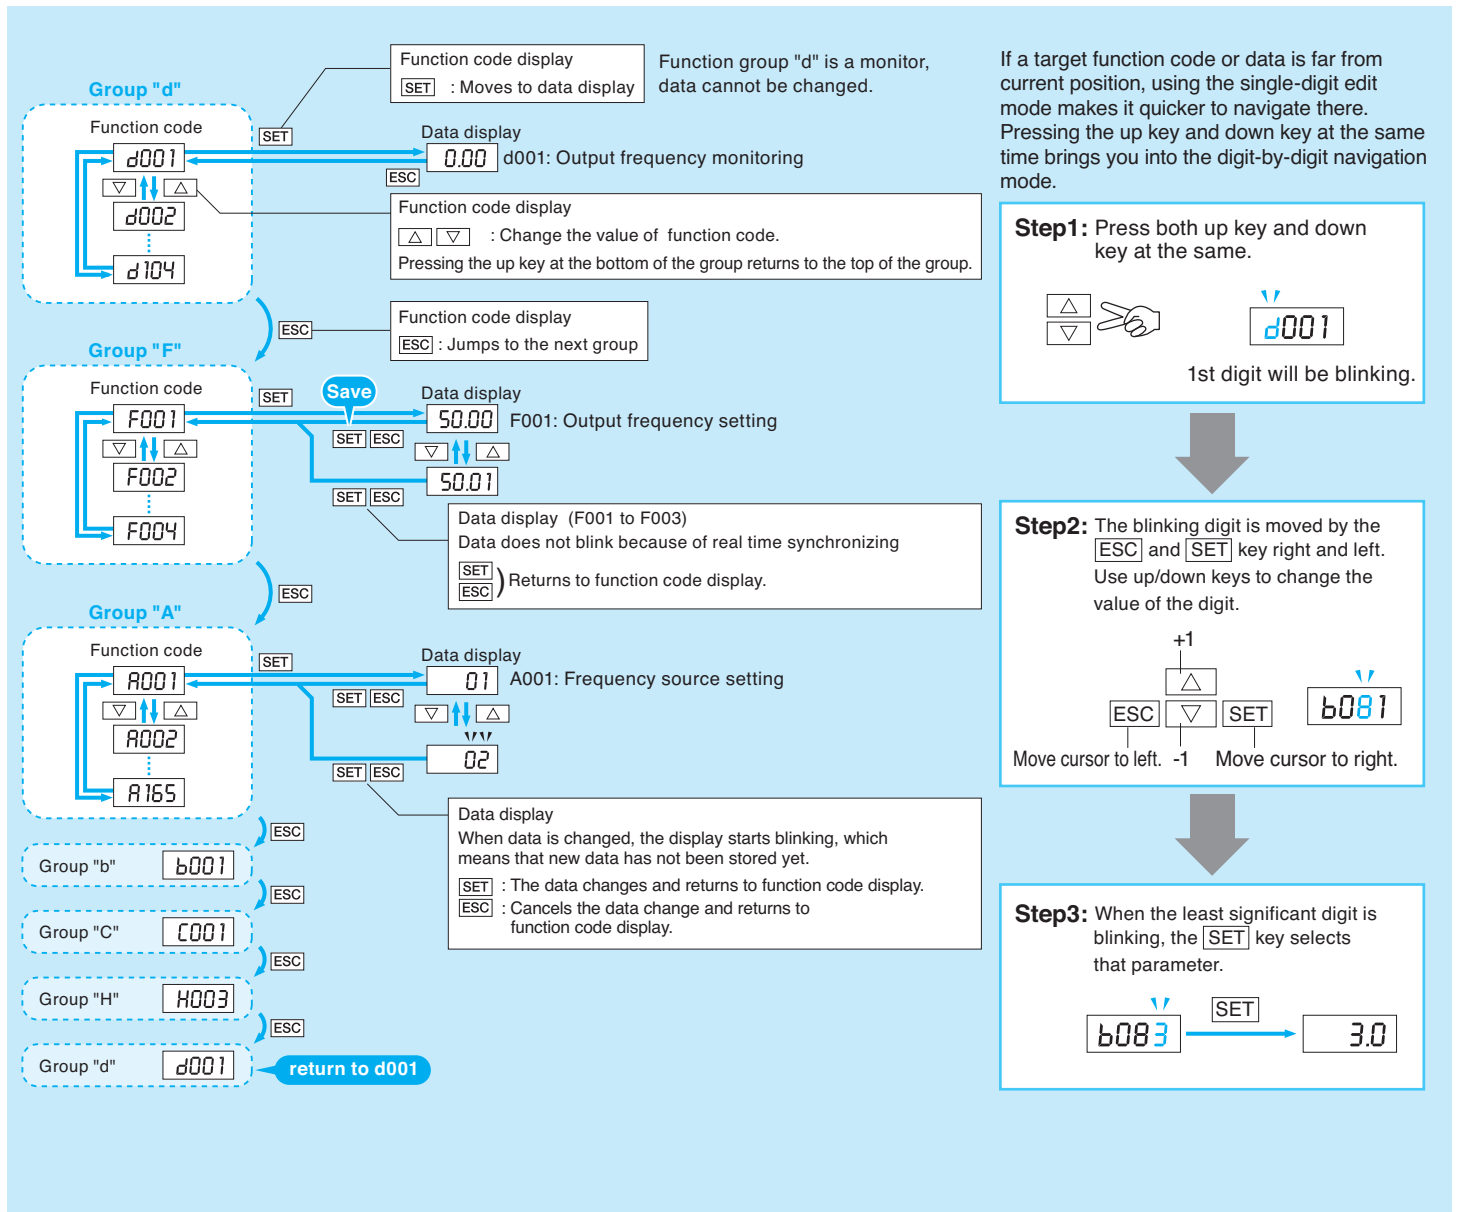 Function code display
SET : Moves to data display
Function group "d" is a monitor,
data cannot be changed.
Group "d"
Function code
SET
Data display
d001
0.00 d001: Output frequency monitoring
ESC
d002
d104
Function code display
: Change the value of function code.
Pressing the up key at the bottom of the group returns to the top of the group.
ESC
Function code display
ESC : Jumps to the next group
Group "F"
Function code
SET
Save
Data display
F001
50.00 F001: Output frequency setting
SET ESC
F002
50.01
SET ESC
F004
Data display (F001 to F003)
Data does not blink because of real time synchronizing
SET
ESC
) Returns to function code display.
ESC
Group "A"
Function code
SET
Data display
A001
01 A001: Frequency source setting
SET ESC
A002
02
SET ESC
A165
Data display
When data is changed, the display starts blinking, which
means that new data has not been stored yet.
SET : The data changes and returns to function code display.
ESC : Cancels the data change and returns to
function code display.
ESC
Group "b" b001
ESC
Group "C" C001
ESC
Group "H" H003
ESC
Group "d" d001
return to d001
If a target function code or data is far from
current position, using the single-digit edit
mode makes it quicker to navigate there.
Pressing the up key and down key at the same
time brings you into the digit-by-digit navigation
mode.
Step1: Press both up key and down
key at the same.
d001
1st digit will be blinking.
Step2: The blinking digit is moved by the
ESC and SET key right and left.
Use up/down keys to change the
value of the digit.
+1
ESC SET
b081
Move cursor to left. -1 Move cursor to right.
Step3: When the least significant digit is
blinking, the SET key selects
that parameter.
SET
b083 3.0